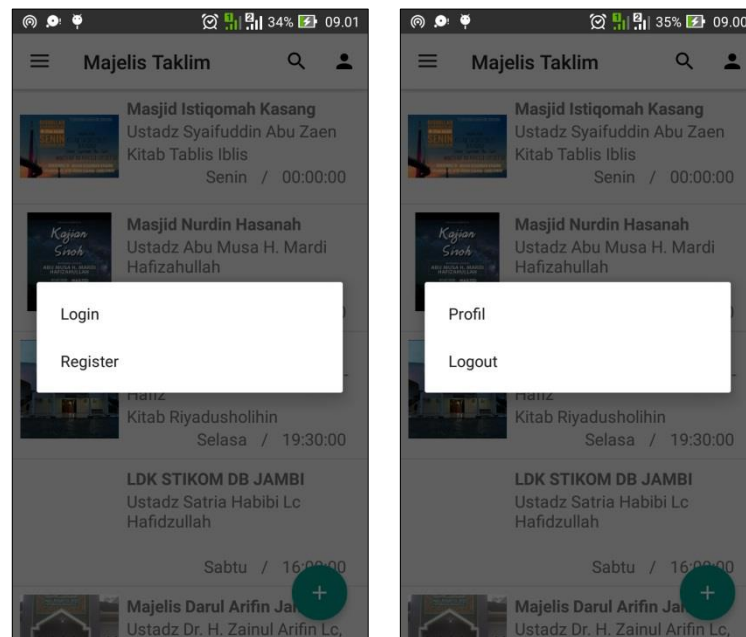 34% 09.01
Majelis Taklim
Masjid Istiqomah Kasang
Ustadz Syaifuddin Abu Zaen
Kitab Tablis Iblis
Senin / 00:00:00
Kajian
Siroh
Masjid Nurdin Hasanah
Ustadz Abu Musa H. Mardi
Hafizahullah
Login
Register
Hafiz
Kitab Riyadusholihin
Selasa / 19:30:00
LDK STIKOM DB JAMBI
Ustadz Satria Habibi Lc
Hafidzullah
Sabtu / 16:00:00
+
Majelis Darul Arifin
Ustadz Dr. H. Zainul Arifin Lc,
35% 09.00
Majelis Taklim
Masjid Istiqomah Kasang
Ustadz Syaifuddin Abu Zaen
Kitab Tablis Iblis
Senin / 00:00:00
Kajian
Siroh
Masjid Nurdin Hasanah
Ustadz Abu Musa H. Mardi
Hafizahullah
Profil
Logout
Hafiz
Kitab Riyadusholihin
Selasa / 19:30:00
LDK STIKOM DB JAMBI
Ustadz Satria Habibi Lc
Hafidzullah
Sabtu / 16:00:00
+
Majelis Darul Arifin
Ustadz Dr. H. Zainul Arifin Lc,